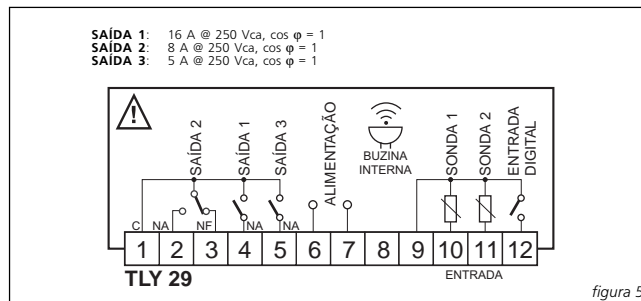 SAÍDA 1: 16 A @ 250 Vca, cos φ = 1
SAÍDA 2: 8 A @ 250 Vca, cos φ = 1
SAÍDA 3: 5 A @ 250 Vca, cos φ = 1
SAÍDA 2
SAÍDA 1
SAÍDA 3
ALIMENTAÇÃO
BUZINA
INTERNA
SONDA 1
SONDA 2
ENTRADA
DIGITAL
C NA NF NA NA
1 2 3 4 5 6 7 8 9 10 11 12
TLY 29
ENTRADA
figura 5